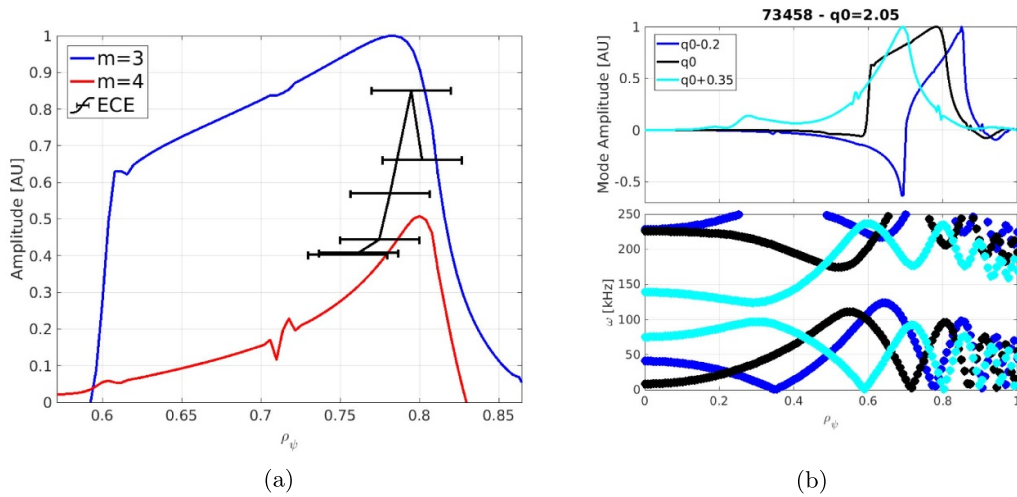 m=3
m=4
ECE
Amplitude [AU]
1
0.9
0.8
0.7
0.6
0.5
0.4
0.3
0.2
0.1
0
0.6
0.65
0.7
0.75
0.8
0.85
ρψ
(a)
73458 - q0=2.05
q0-0.2
q0
q0+0.35
Mode Amplitude [AU]
1
0.5
0
-0.5
ω [kHz]
250
200
150
100
50
0
0
0.2
0.4
0.6
0.8
1
ρψ
(b)